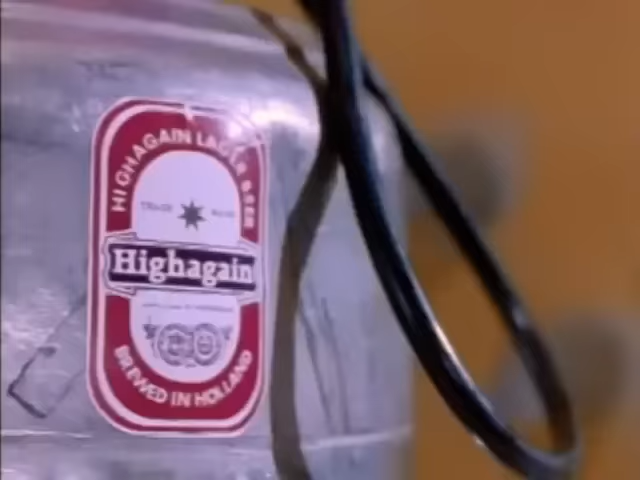 HIGHAGAIN LAGER BEER
TRADE MARK
Highagain
BREWED IN HOLLAND